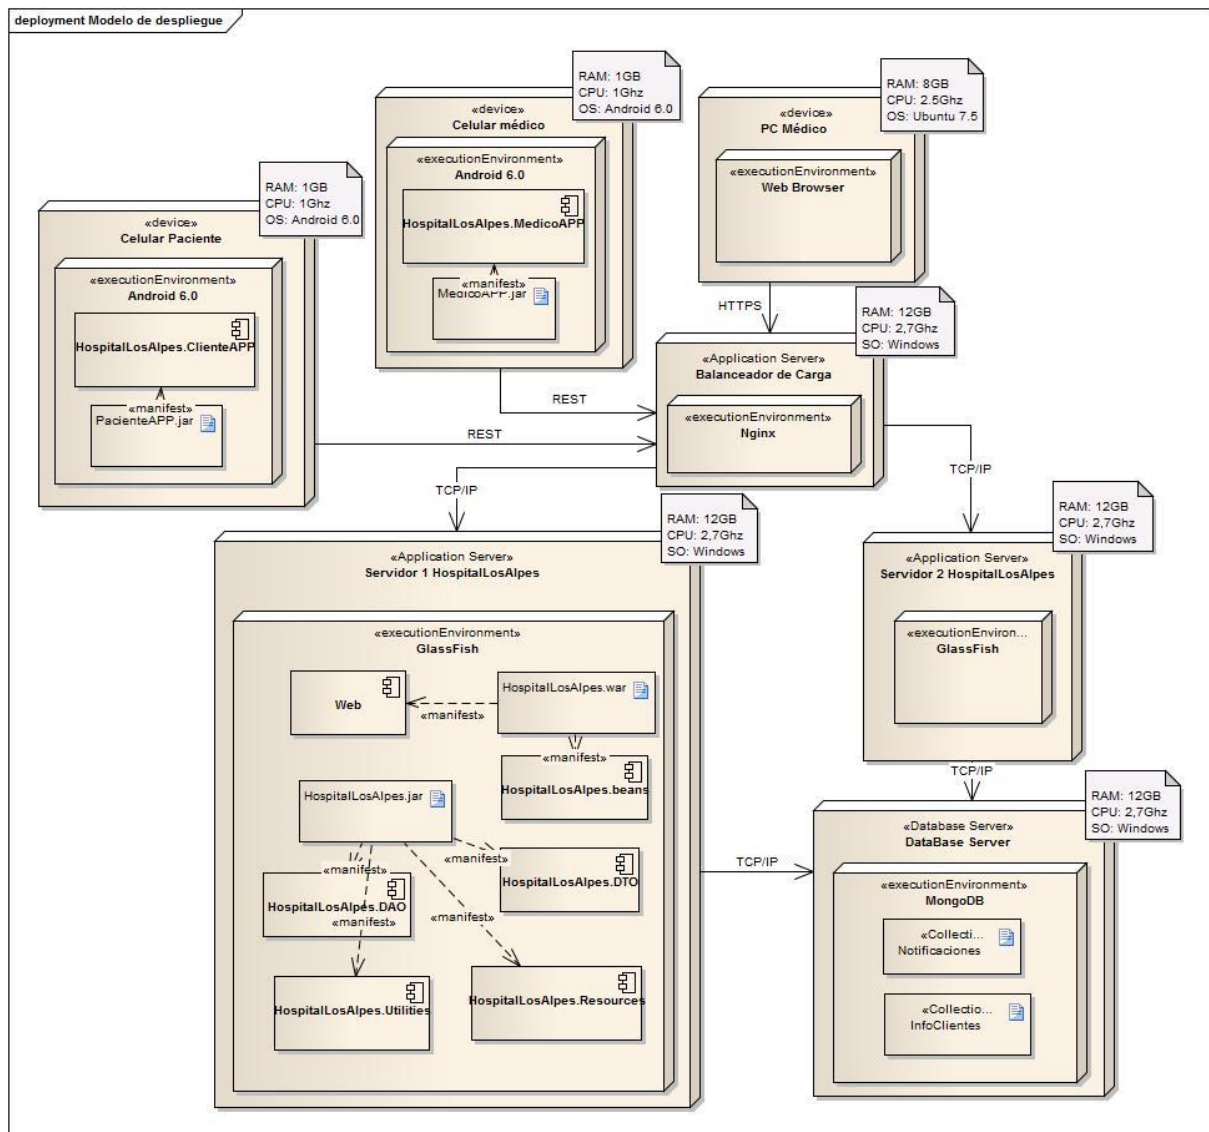 deployment Modelo de despliegue
RAM: 1GB
CPU: 1Ghz
OS: Android 6.0
«device»
Celular médico
«executionEnvironment»
Android 6.0
HospitalLosAlpes.MedicoAPP
«manifest»
MedicoAPP.jar
RAM: 8GB
CPU: 2.5Ghz
OS: Ubuntu 7.5
«device»
PC Médico
«executionEnvironment»
Web Browser
RAM: 1GB
CPU: 1Ghz
OS: Android 6.0
«device»
Celular Paciente
«executionEnvironment»
Android 6.0
HospitalLosAlpes.ClienteAPP
«manifest»
PacienteAPP.jar
HTTPS
RAM: 12GB
CPU: 2,7Ghz
SO: Windows
«Application Server»
Balanceador de Carga
«executionEnvironment»
Nginx
REST
REST
TCP/IP
TCP/IP
RAM: 12GB
CPU: 2,7Ghz
SO: Windows
«Application Server»
Servidor 1 HospitalLosAlpes
«executionEnvironment»
GlassFish
Web
HospitalLosAlpes.war
«manifest»
«manifest»
HospitalLosAlpes.beans
HospitalLosAlpes.jar
«manifest»
«manifest»
HospitalLosAlpes.DTO
HospitalLosAlpes.DAO
«manifest»
«manifest»
HospitalLosAlpes.Utilities
HospitalLosAlpes.Resources
RAM: 12GB
CPU: 2,7Ghz
SO: Windows
«Application Server»
Servidor 2 HospitalLosAlpes
«executionEnviron...
GlassFish
TCP/IP
TCP/IP
RAM: 12GB
CPU: 2,7Ghz
SO: Windows
«Database Server»
DataBase Server
«executionEnvironment»
MongoDB
«Collecti...
Notificaciones
«Collectio...
InfoClientes